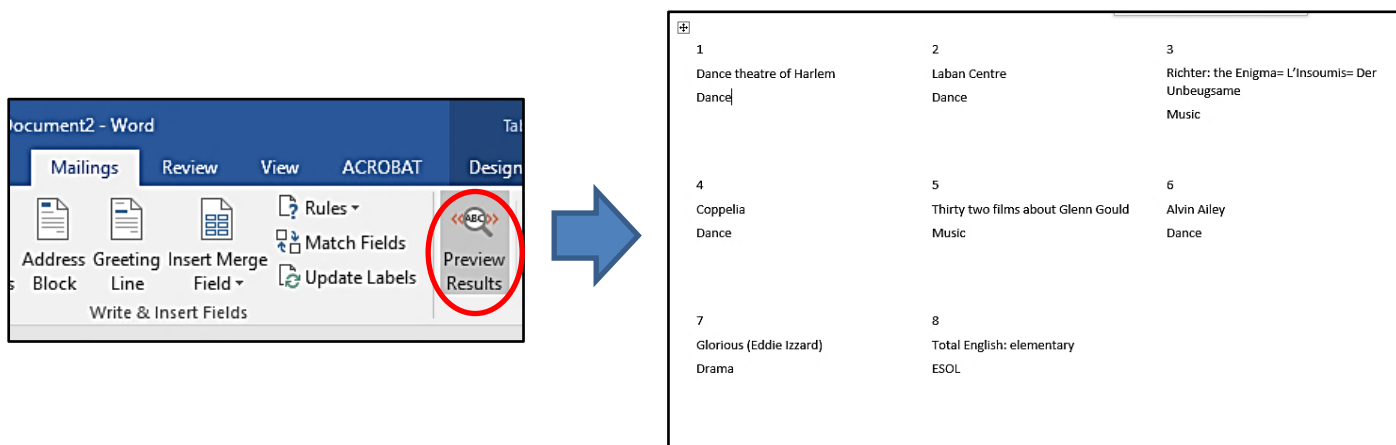 ocument2 - Word
Tal
Mailings Review View ACROBAT Design
Rules
Match Fields
Update Labels
«ABC»
Address Block
Greeting Line
Insert Merge Field
Preview Results
s
Write & Insert Fields
1
Dance theatre of Harlem
Dance
2
Laban Centre
Dance
3
Richter: the Enigma= L'Insoumis= Der
Unbeugsame
Music
4
Coppelia
Dance
5
Thirty two films about Glenn Gould
Music
6
Alvin Ailey
Dance
7
Glorious (Eddie Izzard)
Drama
8
Total English: elementary
ESOL